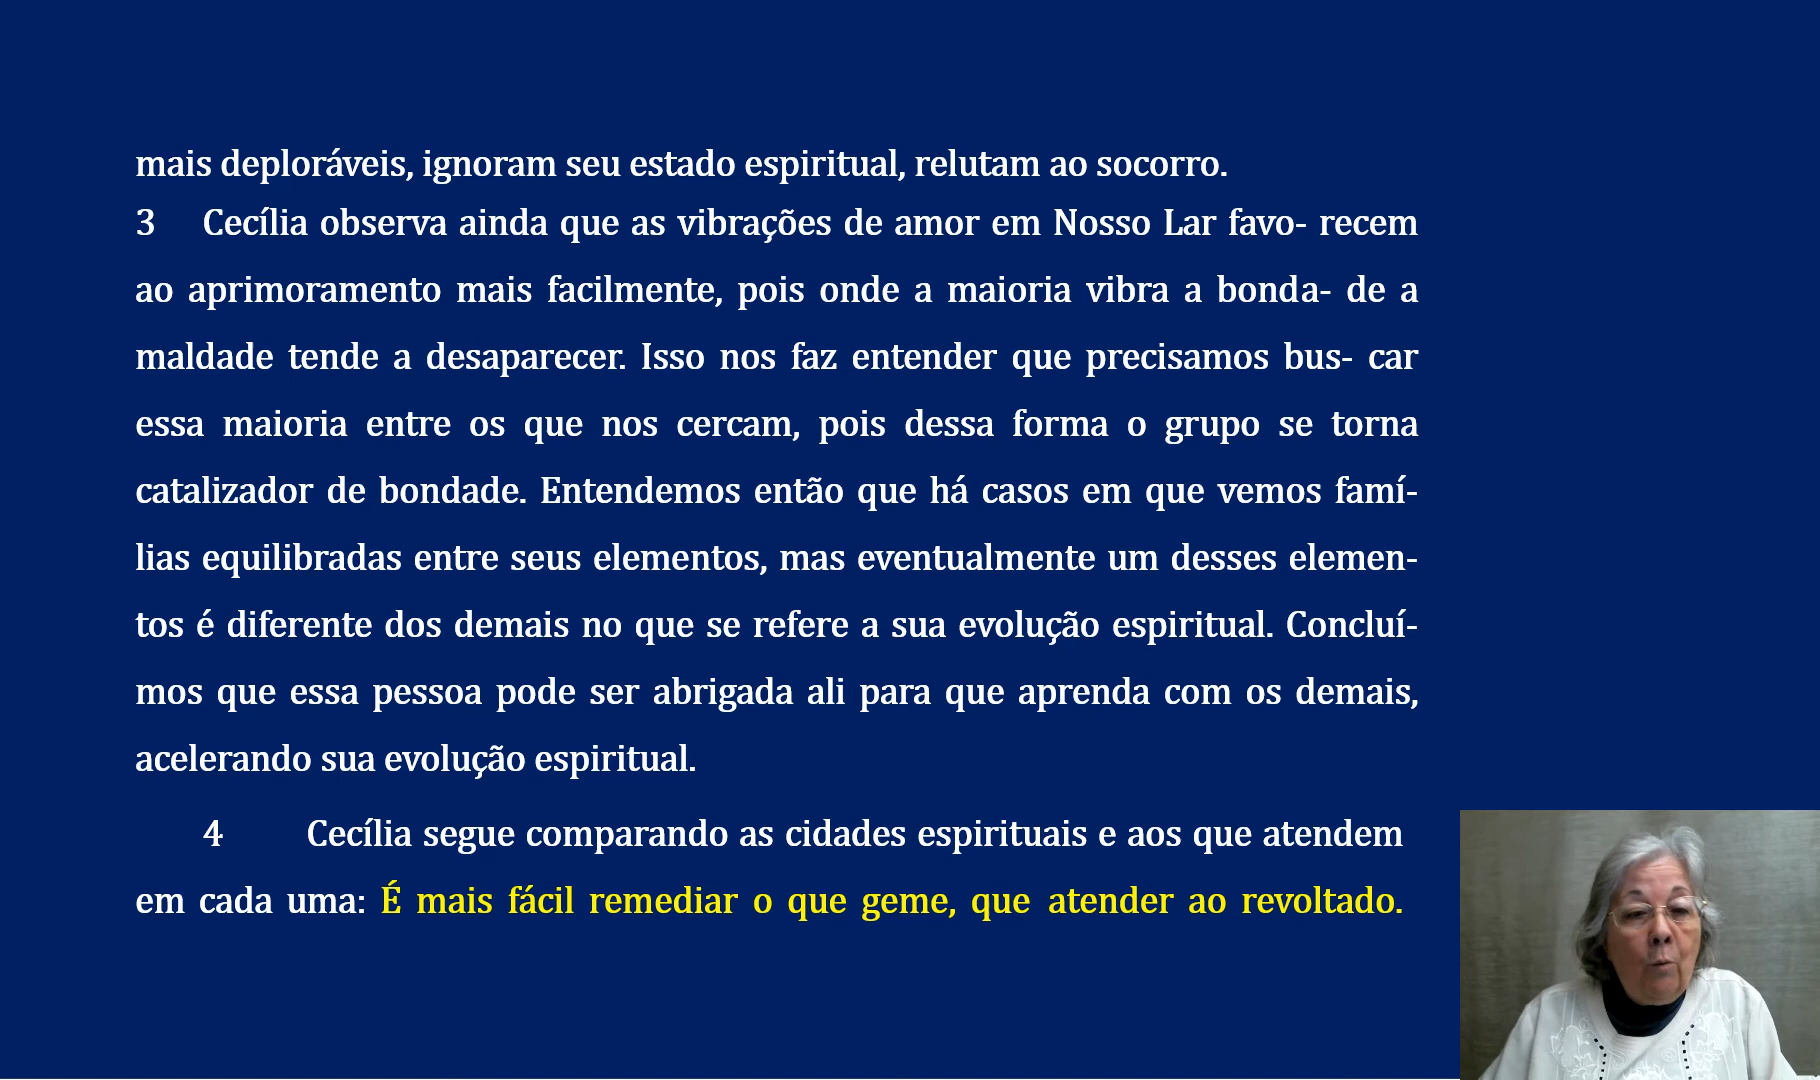 mais deploráveis, ignoram seu estado espiritual, relutam ao socorro.
3 Cecília observa ainda que as vibrações de amor em Nosso Lar favo- recem
ao aprimoramento mais facilmente, pois onde a maioria vibra a bonda- de a
maldade tende a desaparecer. Isso nos faz entender que precisamos bus- car
essa maioria entre os que nos cercam, pois dessa forma o grupo se torna
catalizador de bondade. Entendemos então que há casos em que vemos famí-
lias equilibradas entre seus elementos, mas eventualmente um desses elemen-
tos é diferente dos demais no que se refere a sua evolução espiritual. Concluí-
mos que essa pessoa pode ser abrigada ali para que aprenda com os demais,
acelerando sua evolução espiritual.
4 Cecília segue comparando as cidades espirituais e aos que atendem
em cada uma: É mais fácil remediar o que geme, que atender ao revoltado.